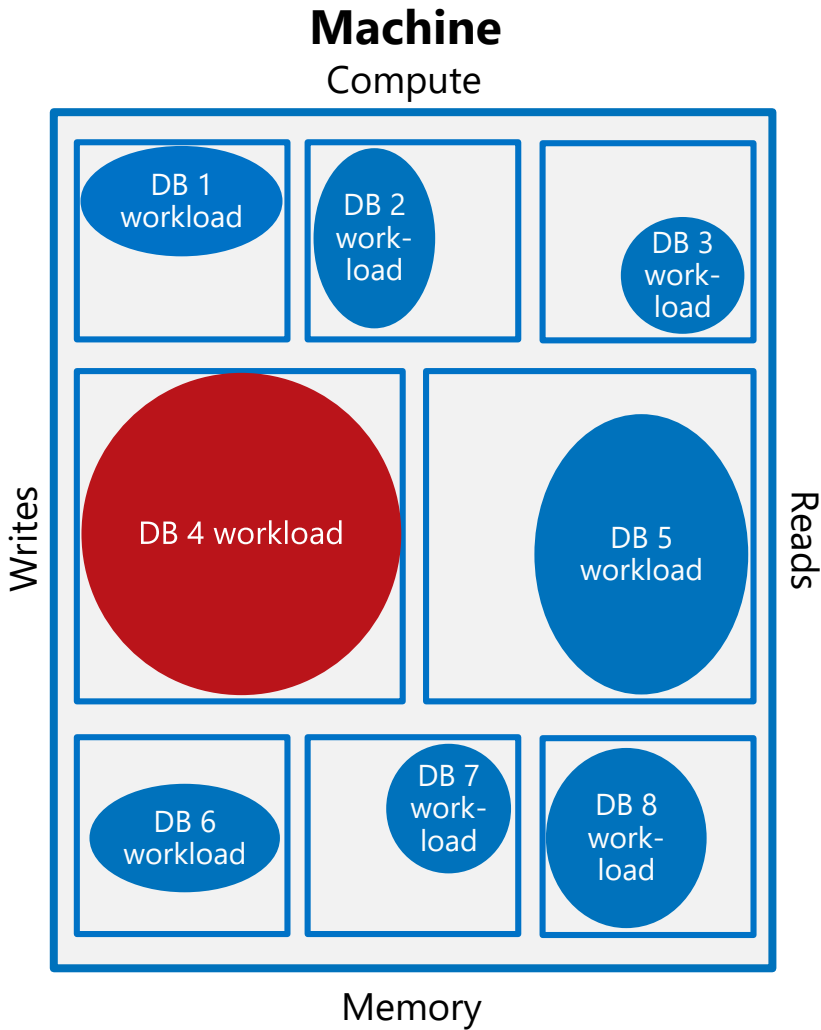 Machine
Compute
DB 1
workload
DB 2
work-
load
DB 3
work-
load
Writes
DB 4 workload
DB 5
workload
Reads
DB 6
workload
DB 7
work-
load
DB 8
work-
load
Memory